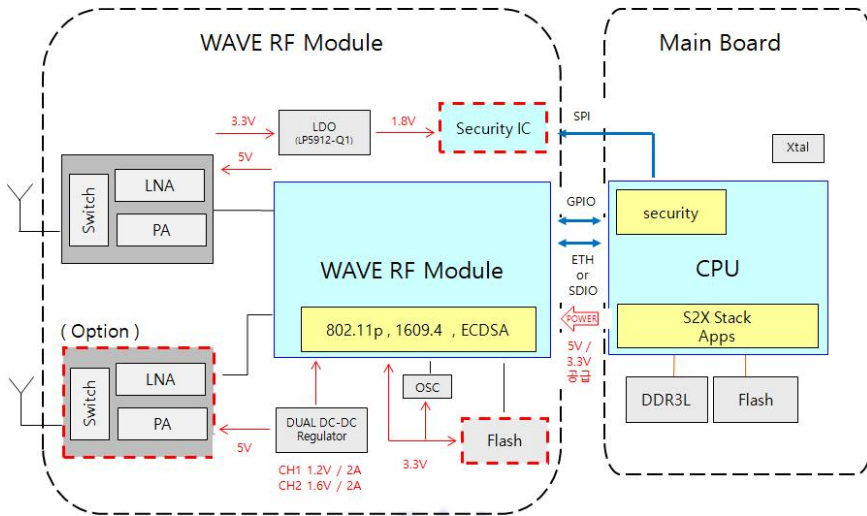 WAVE RF Module
Main Board
3.3V
LDO
(LP5912-Q1)
1.8V
Security IC
SPI
Xtal
5V
Switch
LNA
PA
WAVE RF Module
802.11p , 1609.4 , ECDSA
GPIO
ETH
or
SDIO
POWER
5V /
3.3V
공급
security
CPU
S2X Stack
Apps
DDR3L
Flash
( Option )
Switch
LNA
PA
5V
DUAL DC-DC
Regulator
CH1 1.2V / 2A
CH2 1.6V / 2A
OSC
3.3V
Flash